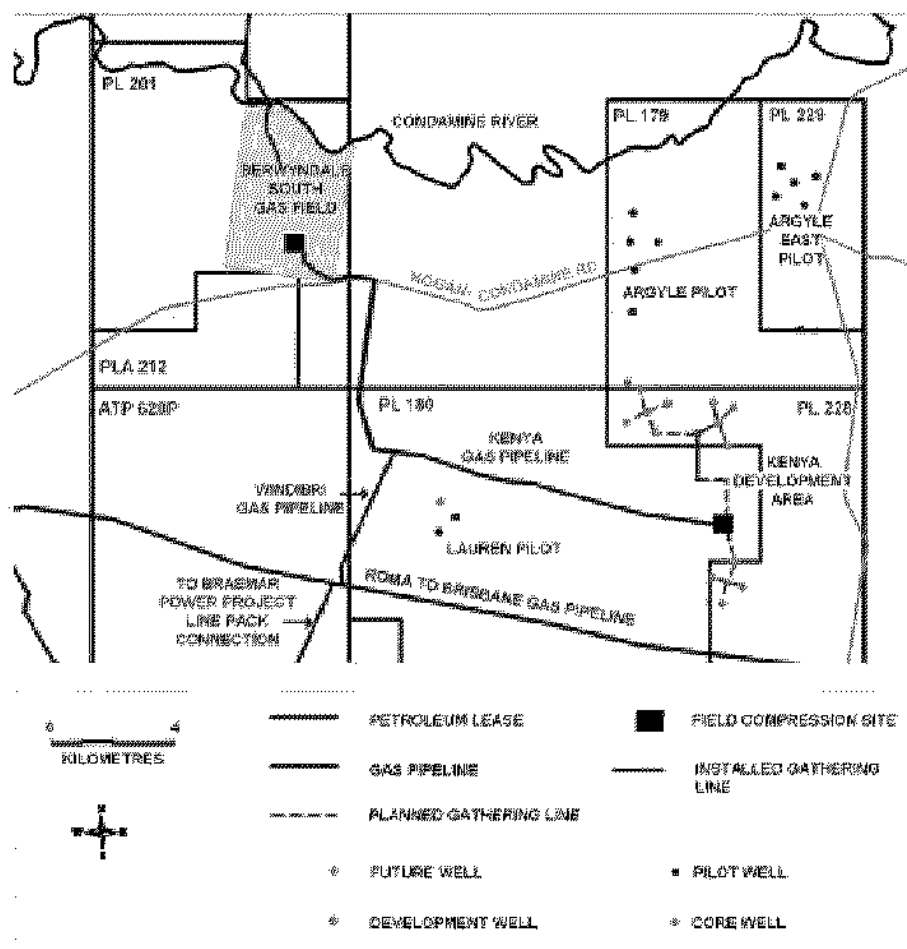 PL 201
CONDAMINE RIVER
PL 179
PL 229
BERWYNDALE
SOUTH
GAS FIELD
ARGYLE
EAST
PILOT
KOGAN- CONDAMINE RD
ARGYLE PILOT
PLA 212
ATP 620P
PL 180
PL 228
KENYA
GAS PIPELINE
KENYA
DEVELOPMENT
AREA
WINDIBRI
GAS PIPELINE
LAUREN PILOT
TO BRAEMAR
POWER PROJECT
LINE PACK
CONNECTION
ROMA TO BRISBANE GAS PIPELINE
0 4
KILOMETRES
PETROLEUM LEASE
FIELD COMPRESSION SITE
GAS PIPELINE
INSTALLED GATHERING
LINE
PLANNED GATHERING LINE
FUTURE WELL
PILOT WELL
DEVELOPMENT WELL
CORE WELL